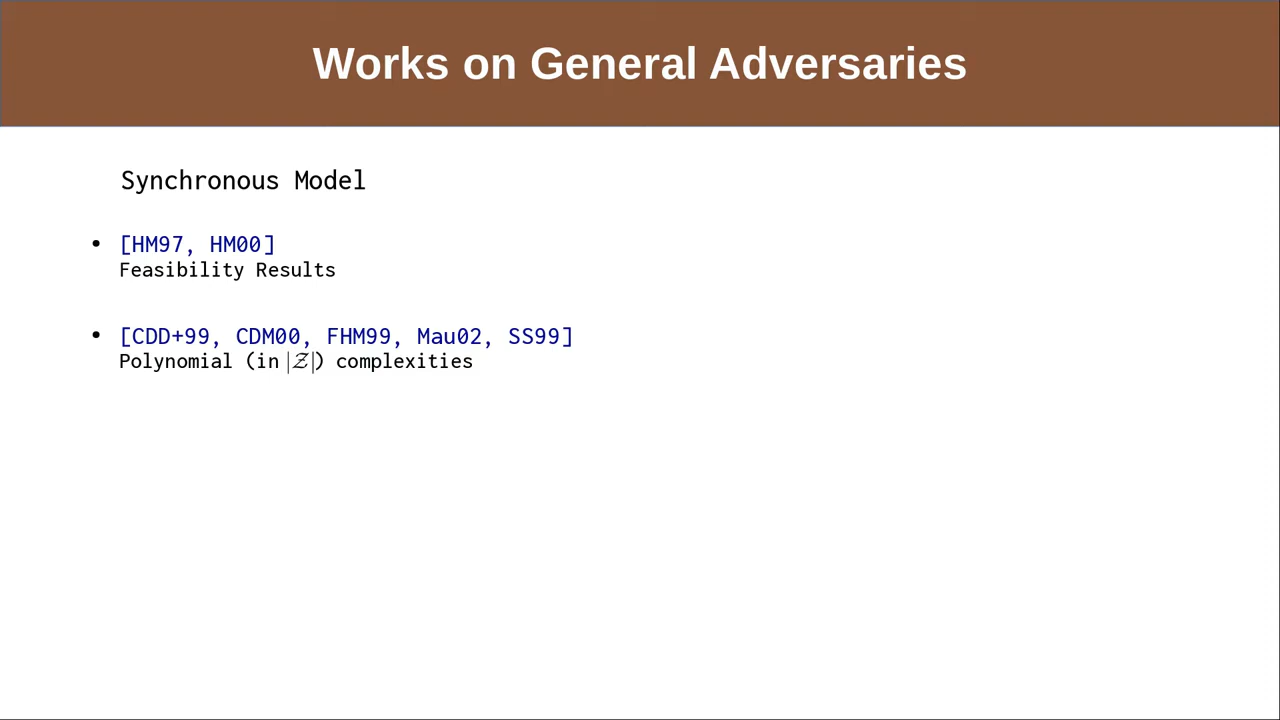 Works on General Adversaries
Synchronous Model
• [HM97, HM00]
Feasibility Results
• [CDD+99, CDM00, FHM99, Mau02, SS99]
Polynomial (in |𝒵|) complexities